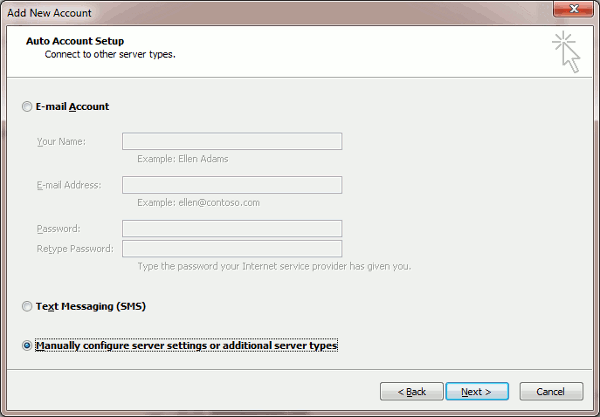 Add New Account
Auto Account Setup
Connect to other server types.
E-mail Account
Your Name:
Example: Ellen Adams
E-mail Address:
Example: ellen@contoso.com
Password:
Retype Password:
Type the password your Internet service provider has given you.
Text Messaging (SMS)
Manually configure server settings or additional server types
< Back Next > Cancel